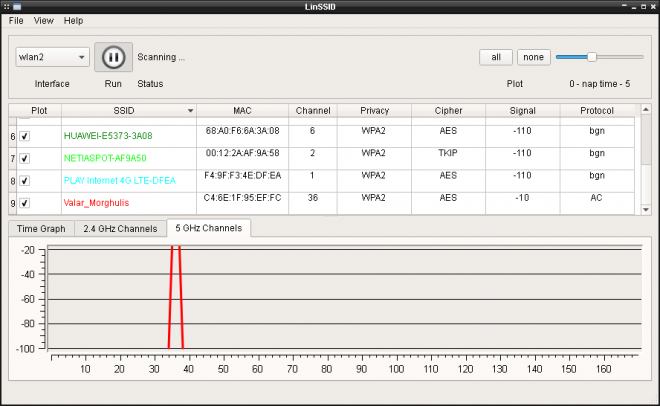 LinSSID
File View Help
wlan2 Scanning ... all none
Interface Run Status Plot 0 - nap time - 5
Plot SSID MAC Channel Privacy Cipher Signal Protocol
6 HUAWEI-E5373-3A08 68:A0:F6:6A:3A:08 6 WPA2 AES -110 bgn
7 NETIASPOT-AF9A50 00:12:2A:AF:9A:58 2 WPA2 TKIP -110 bgn
8 PLAY Internet 4G LTE-DFEA F4:9F:F3:4E:DF:EA 1 WPA2 AES -110 bgn
9 Valar_Morghulis C4:6E:1F:95:EF:FC 36 WPA2 AES -10 AC
Time Graph 2.4 GHz Channels 5 GHz Channels
-20
-40
-60
-80
-100
10 20 30 40 50 60 70 80 90 100 110 120 130 140 150 160